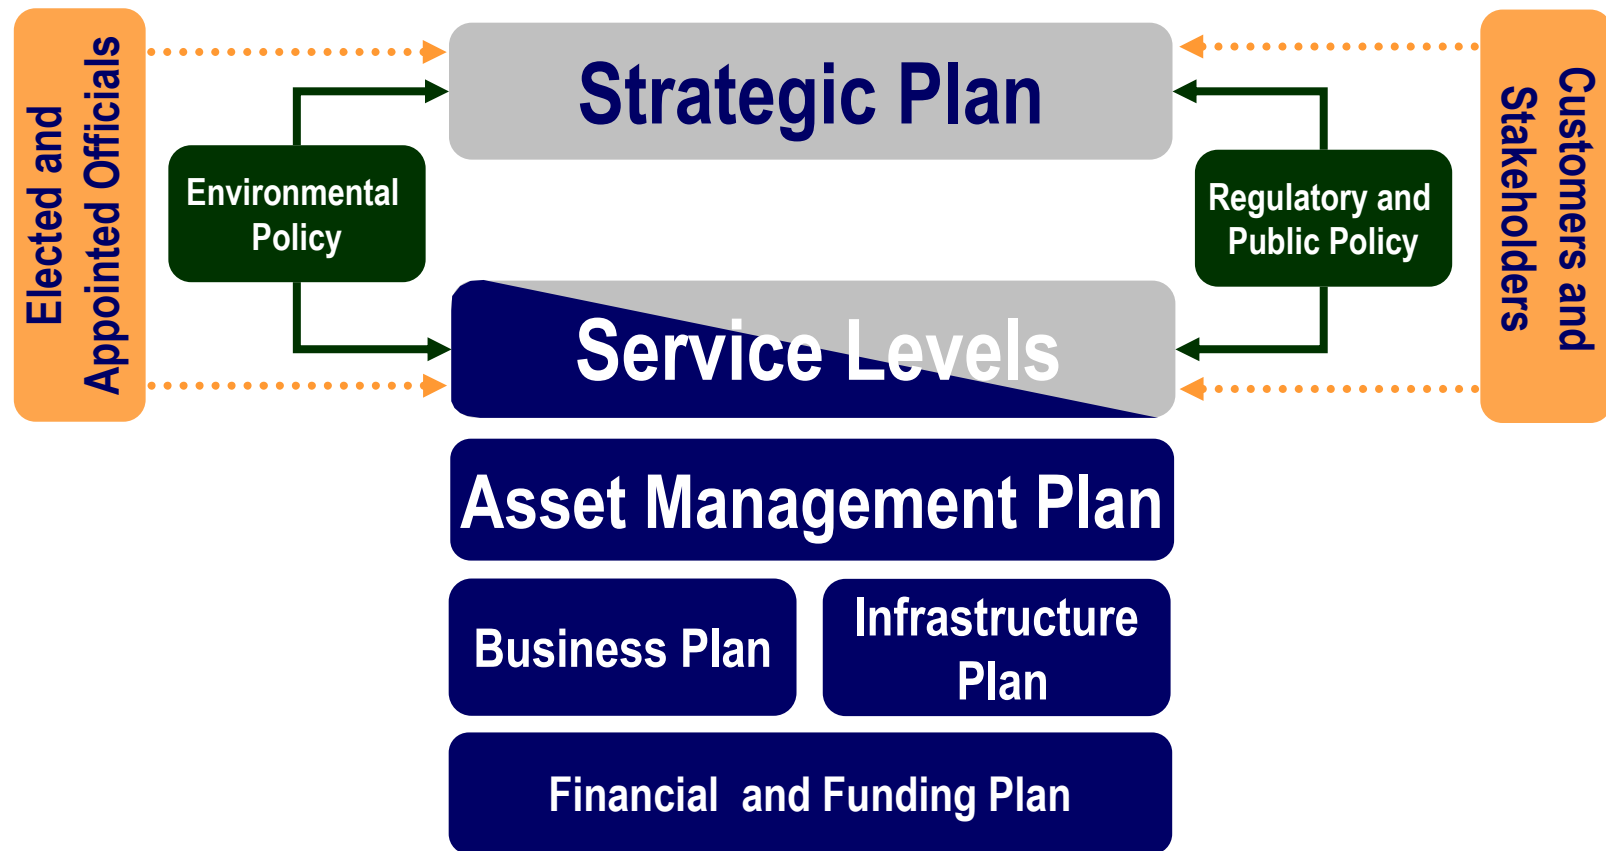 Elected and
Appointed Officials
Strategic Plan
Customers and
Stakeholders
Environmental
Policy
Regulatory and
Public Policy
Service Levels
Asset Management Plan
Business Plan
Infrastructure
Plan
Financial  and Funding Plan